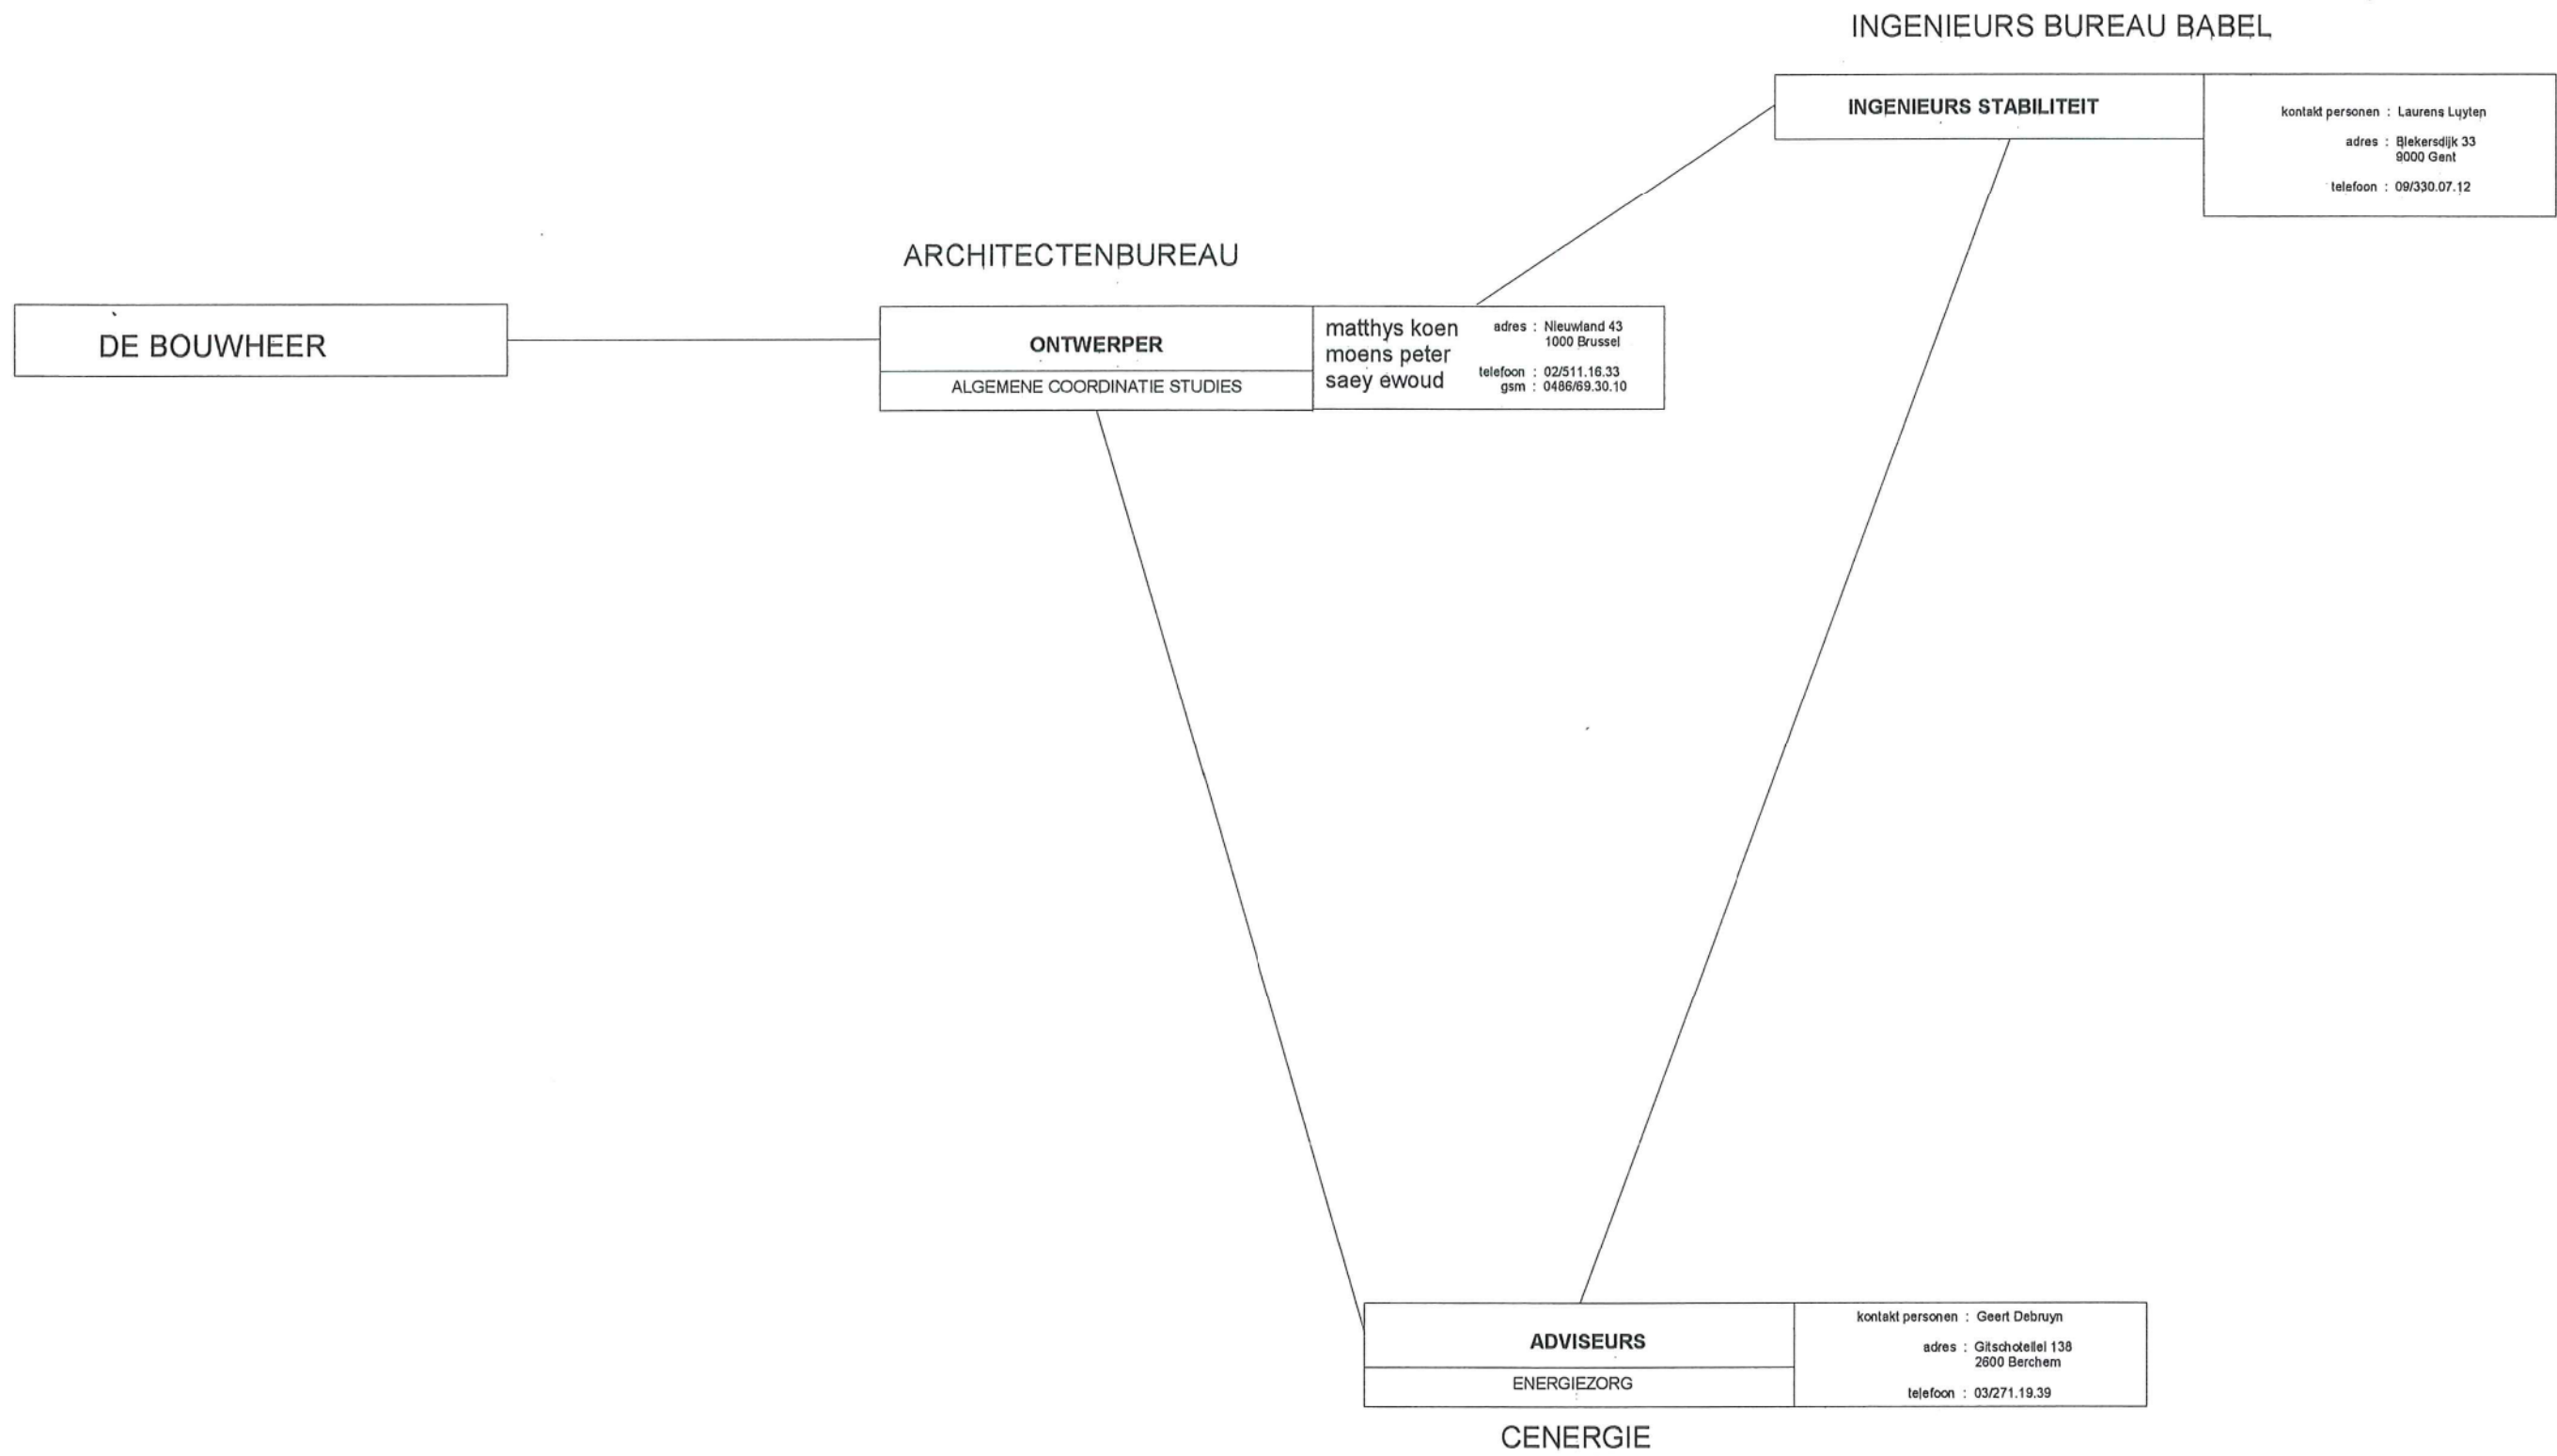 INGENIEURS BUREAU BABEL
INGENIEURS STABILITEIT
kontakt personen : Laurens Luyten
adres : Blekersdijk 33
9000 Gent
telefoon : 09/330.07.12
ARCHITECTENBUREAU
DE BOUWHEER
ONTWERPER
ALGEMENE COORDINATIE STUDIES
matthys koen
moens peter
saey ewoud
adres : Nieuwland 43
1000 Brussel
telefoon : 02/511.16.33
gsm : 0486/69.30.10
ADVISEURS
ENERGIEZORG
kontakt personen : Geert Debruyn
adres : Gitschotellei 138
2600 Berchem
telefoon : 03/271.19.39
CENERGIE